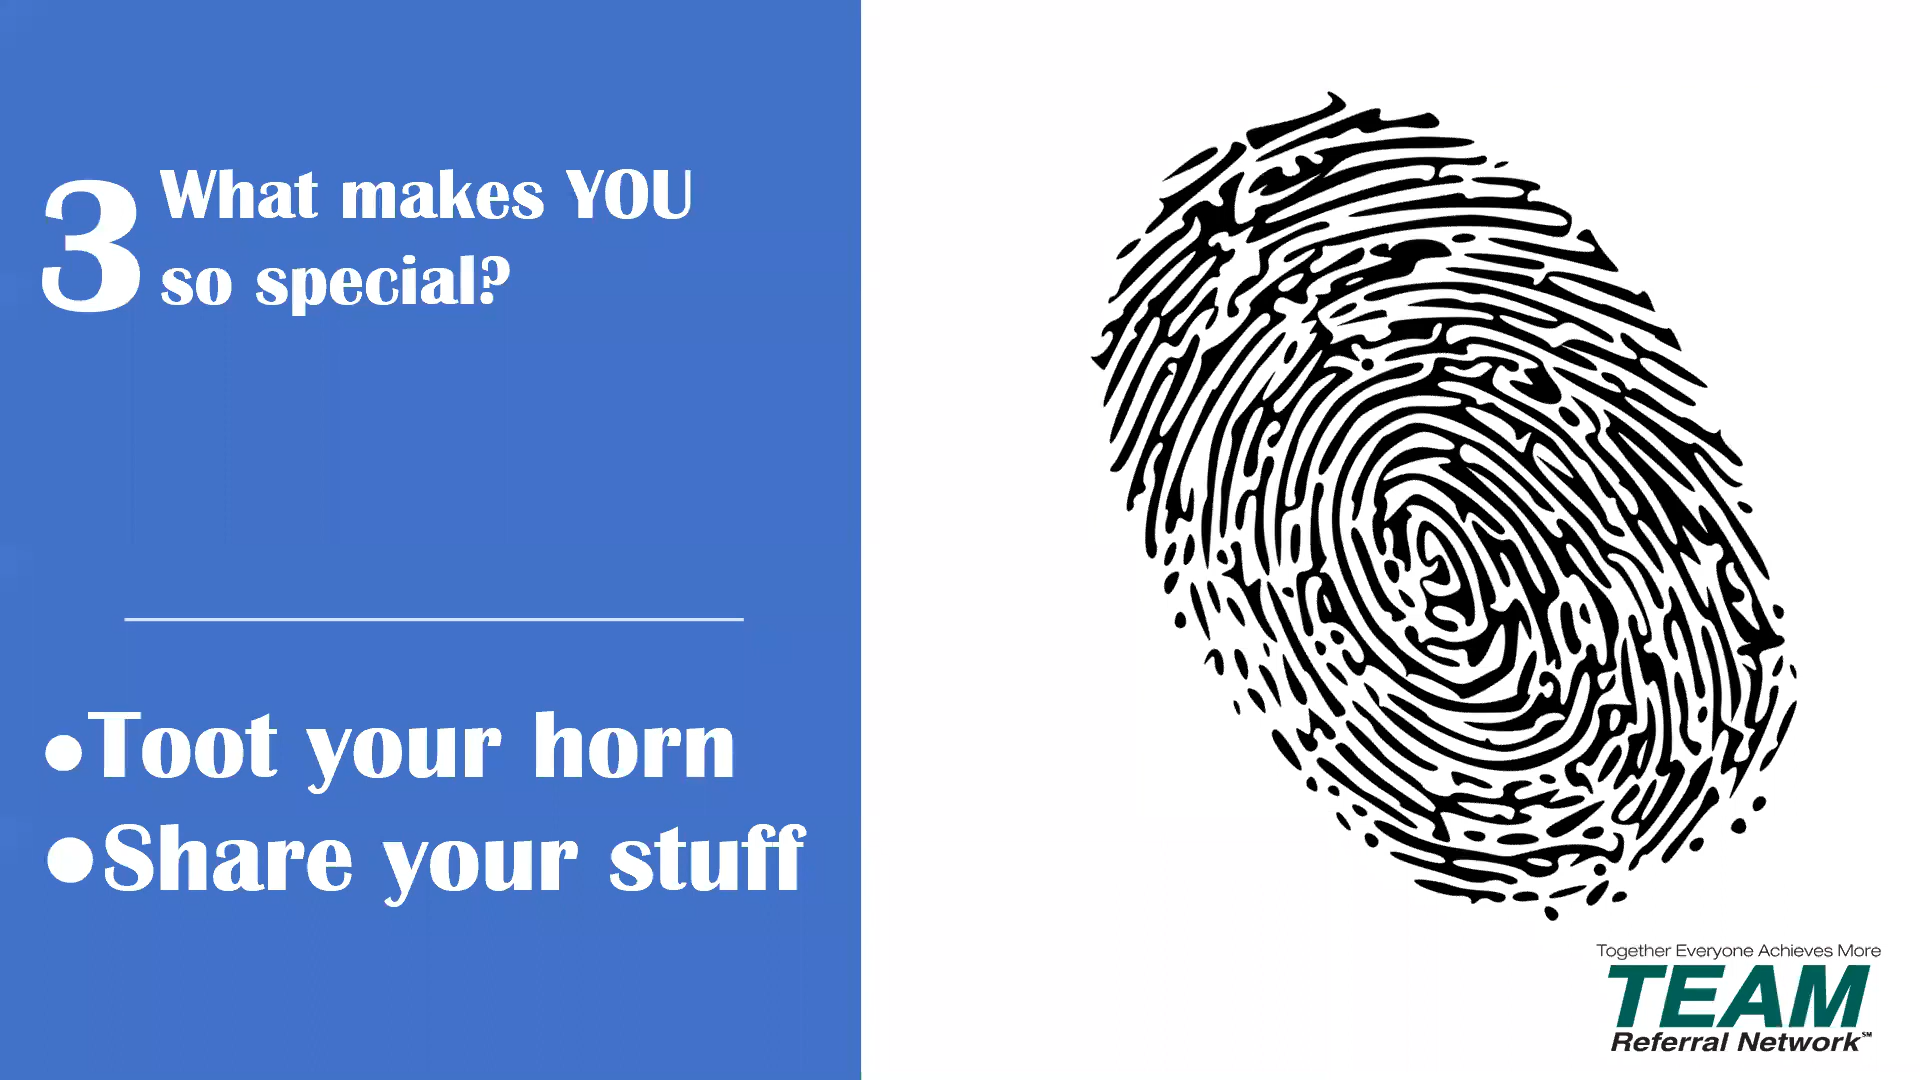 3 What makes YOU
so special?
•Toot your horn
•Share your stuff
Together Everyone Achieves More
TEAM
Referral Network℠